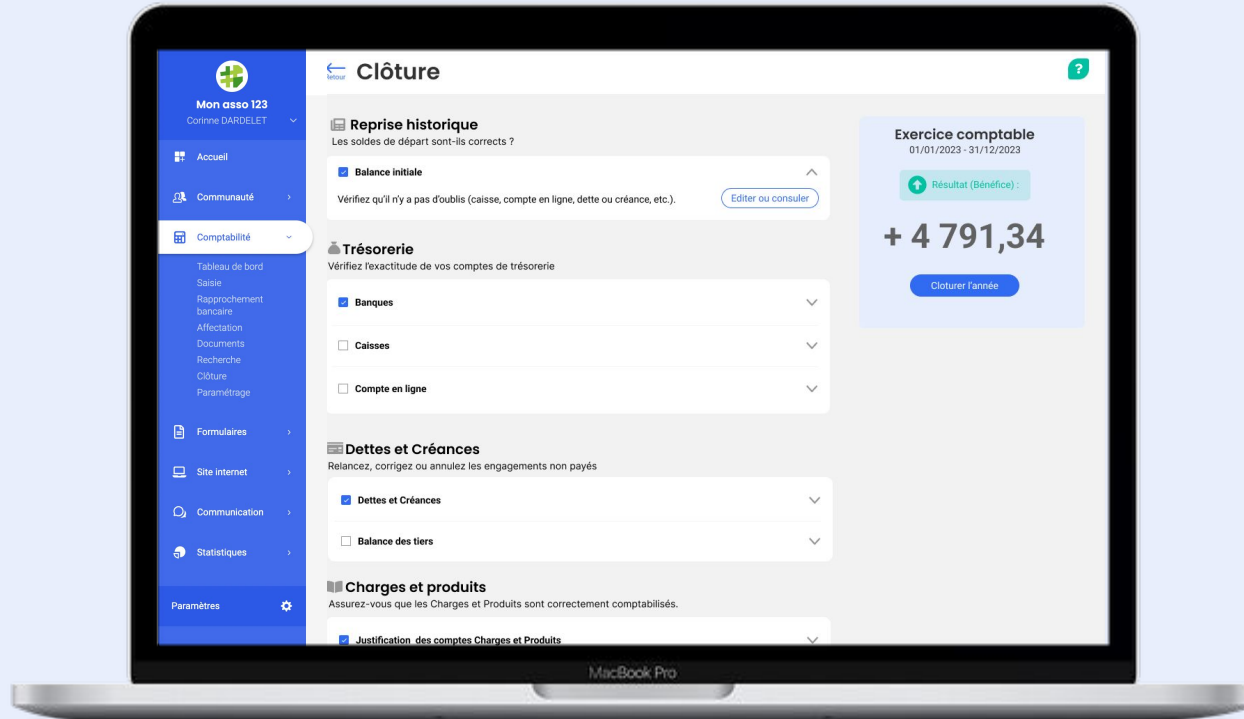 Mon asso 123
Corinne DARDELET
Accueil
Communauté
Comptabilité
Tableau de bord
Saisie
Rapprochement
bancaire
Affectation
Documents
Recherche
Clôture
Paramétrage
Formulaires
Site internet
Communication
Statistiques
Paramètres
Retour
Clôture
?
Reprise historique
Les soldes de départ sont-ils corrects ?
Balance initiale
Vérifiez qu'il n'y a pas d'oublis (caisse, compte en ligne, dette ou créance, etc.).
Editer ou consuler
Trésorerie
Vérifiez l'exactitude de vos comptes de trésorerie
Banques
Caisses
Compte en ligne
Dettes et Créances
Relancez, corrigez ou annulez les engagements non payés
Dettes et Créances
Balance des tiers
Charges et produits
Assurez-vous que les Charges et Produits sont correctement comptabilisés.
Justification des comptes Charges et Produits
Exercice comptable
01/01/2023 - 31/12/2023
Résultat (Bénéfice) :
+ 4 791,34
Cloturer l'année
MacBook Pro